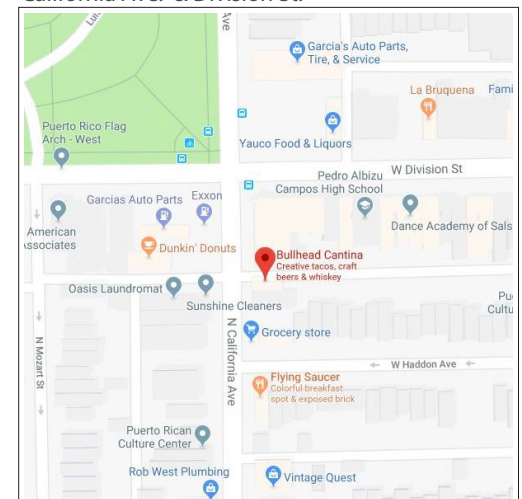 California Ave. & Division St.
Lui
Ave
Garcia's Auto Parts,
Tire, & Service
La Bruquena
Fami
Puerto Rico Flag
Arch - West
Yauco Food & Liquors
W Division St
Pedro Albizu
Campos High School
Garcias Auto Parts
Exxon
American
Associates
Dance Academy of Sals
Dunkin' Donuts
Bullhead Cantina
Creative tacos, craft
beers & whiskey
Oasis Laundromat
Sunshine Cleaners
Pu
Cultu
N Mozart St
N California Ave
Grocery store
W Haddon Ave
Flying Saucer
Colorful breakfast
spot & exposed brick
Puerto Rican
Culture Center
Rob West Plumbing
Vintage Quest